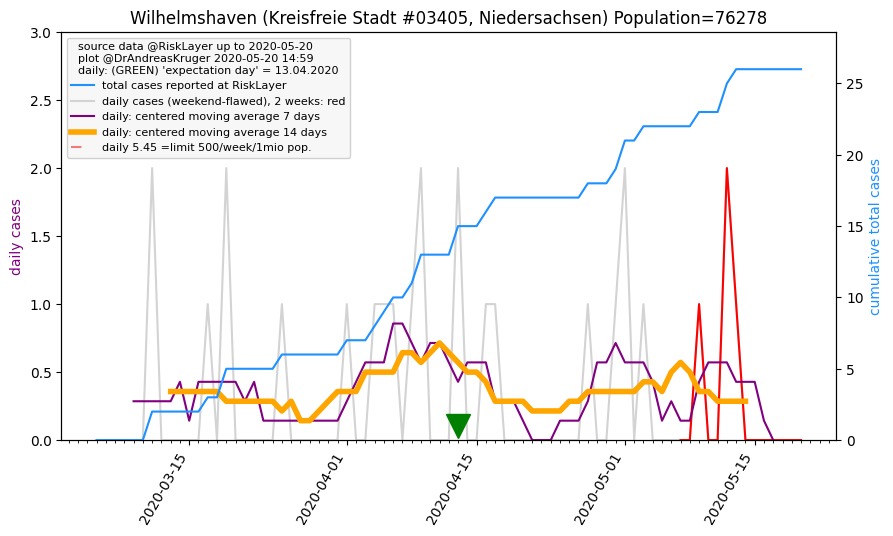 Wilhelmshaven (Kreisfreie Stadt #03405, Niedersachsen) Population=76278
source data @RiskLayer up to 2020-05-20
plot @DrAndreasKruger 2020-05-20 14:59
daily: (GREEN) 'expectation day' = 13.04.2020
total cases reported at RiskLayer
daily cases (weekend-flawed), 2 weeks: red
daily: centered moving average 7 days
daily: centered moving average 14 days
daily 5.45 =limit 500/week/1mio pop.
daily cases
3.0
2.5
2.0
1.5
1.0
0.5
0.0
25
20
15
10
5
0
cumulative total cases
2020-03-15
2020-04-01
2020-04-15
2020-05-01
2020-05-15